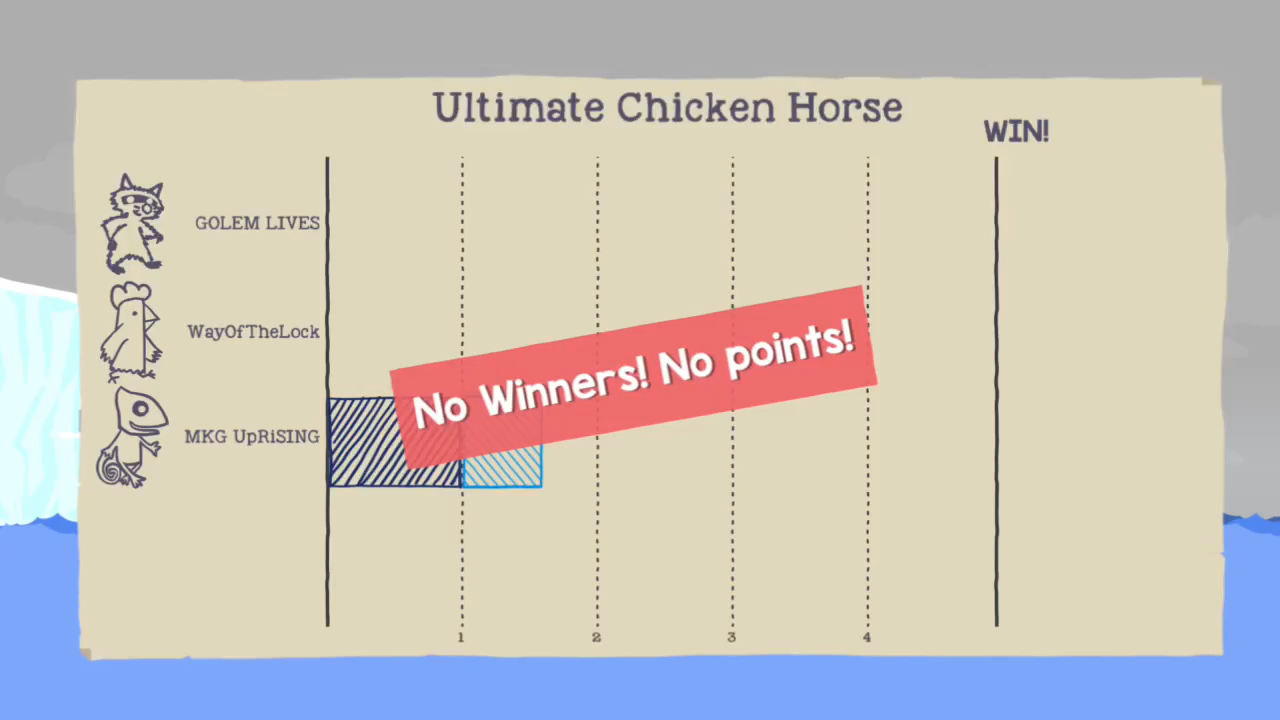 Ultimate Chicken Horse
WIN!
GOLEM LIVES
WayOfTheLock
No Winners! No points!
MKG UpRiSING
1 2 3 4